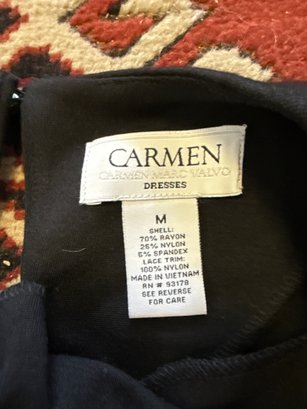 CARMEN
CARMEN MARC VALVO
DRESSES
M
SHELL:
70% RAYON
25% NYLON
5% SPANDEX
LACE TRIM:
100% NYLON
MADE IN VIETNAM
RN # 93178
SEE REVERSE
FOR CARE